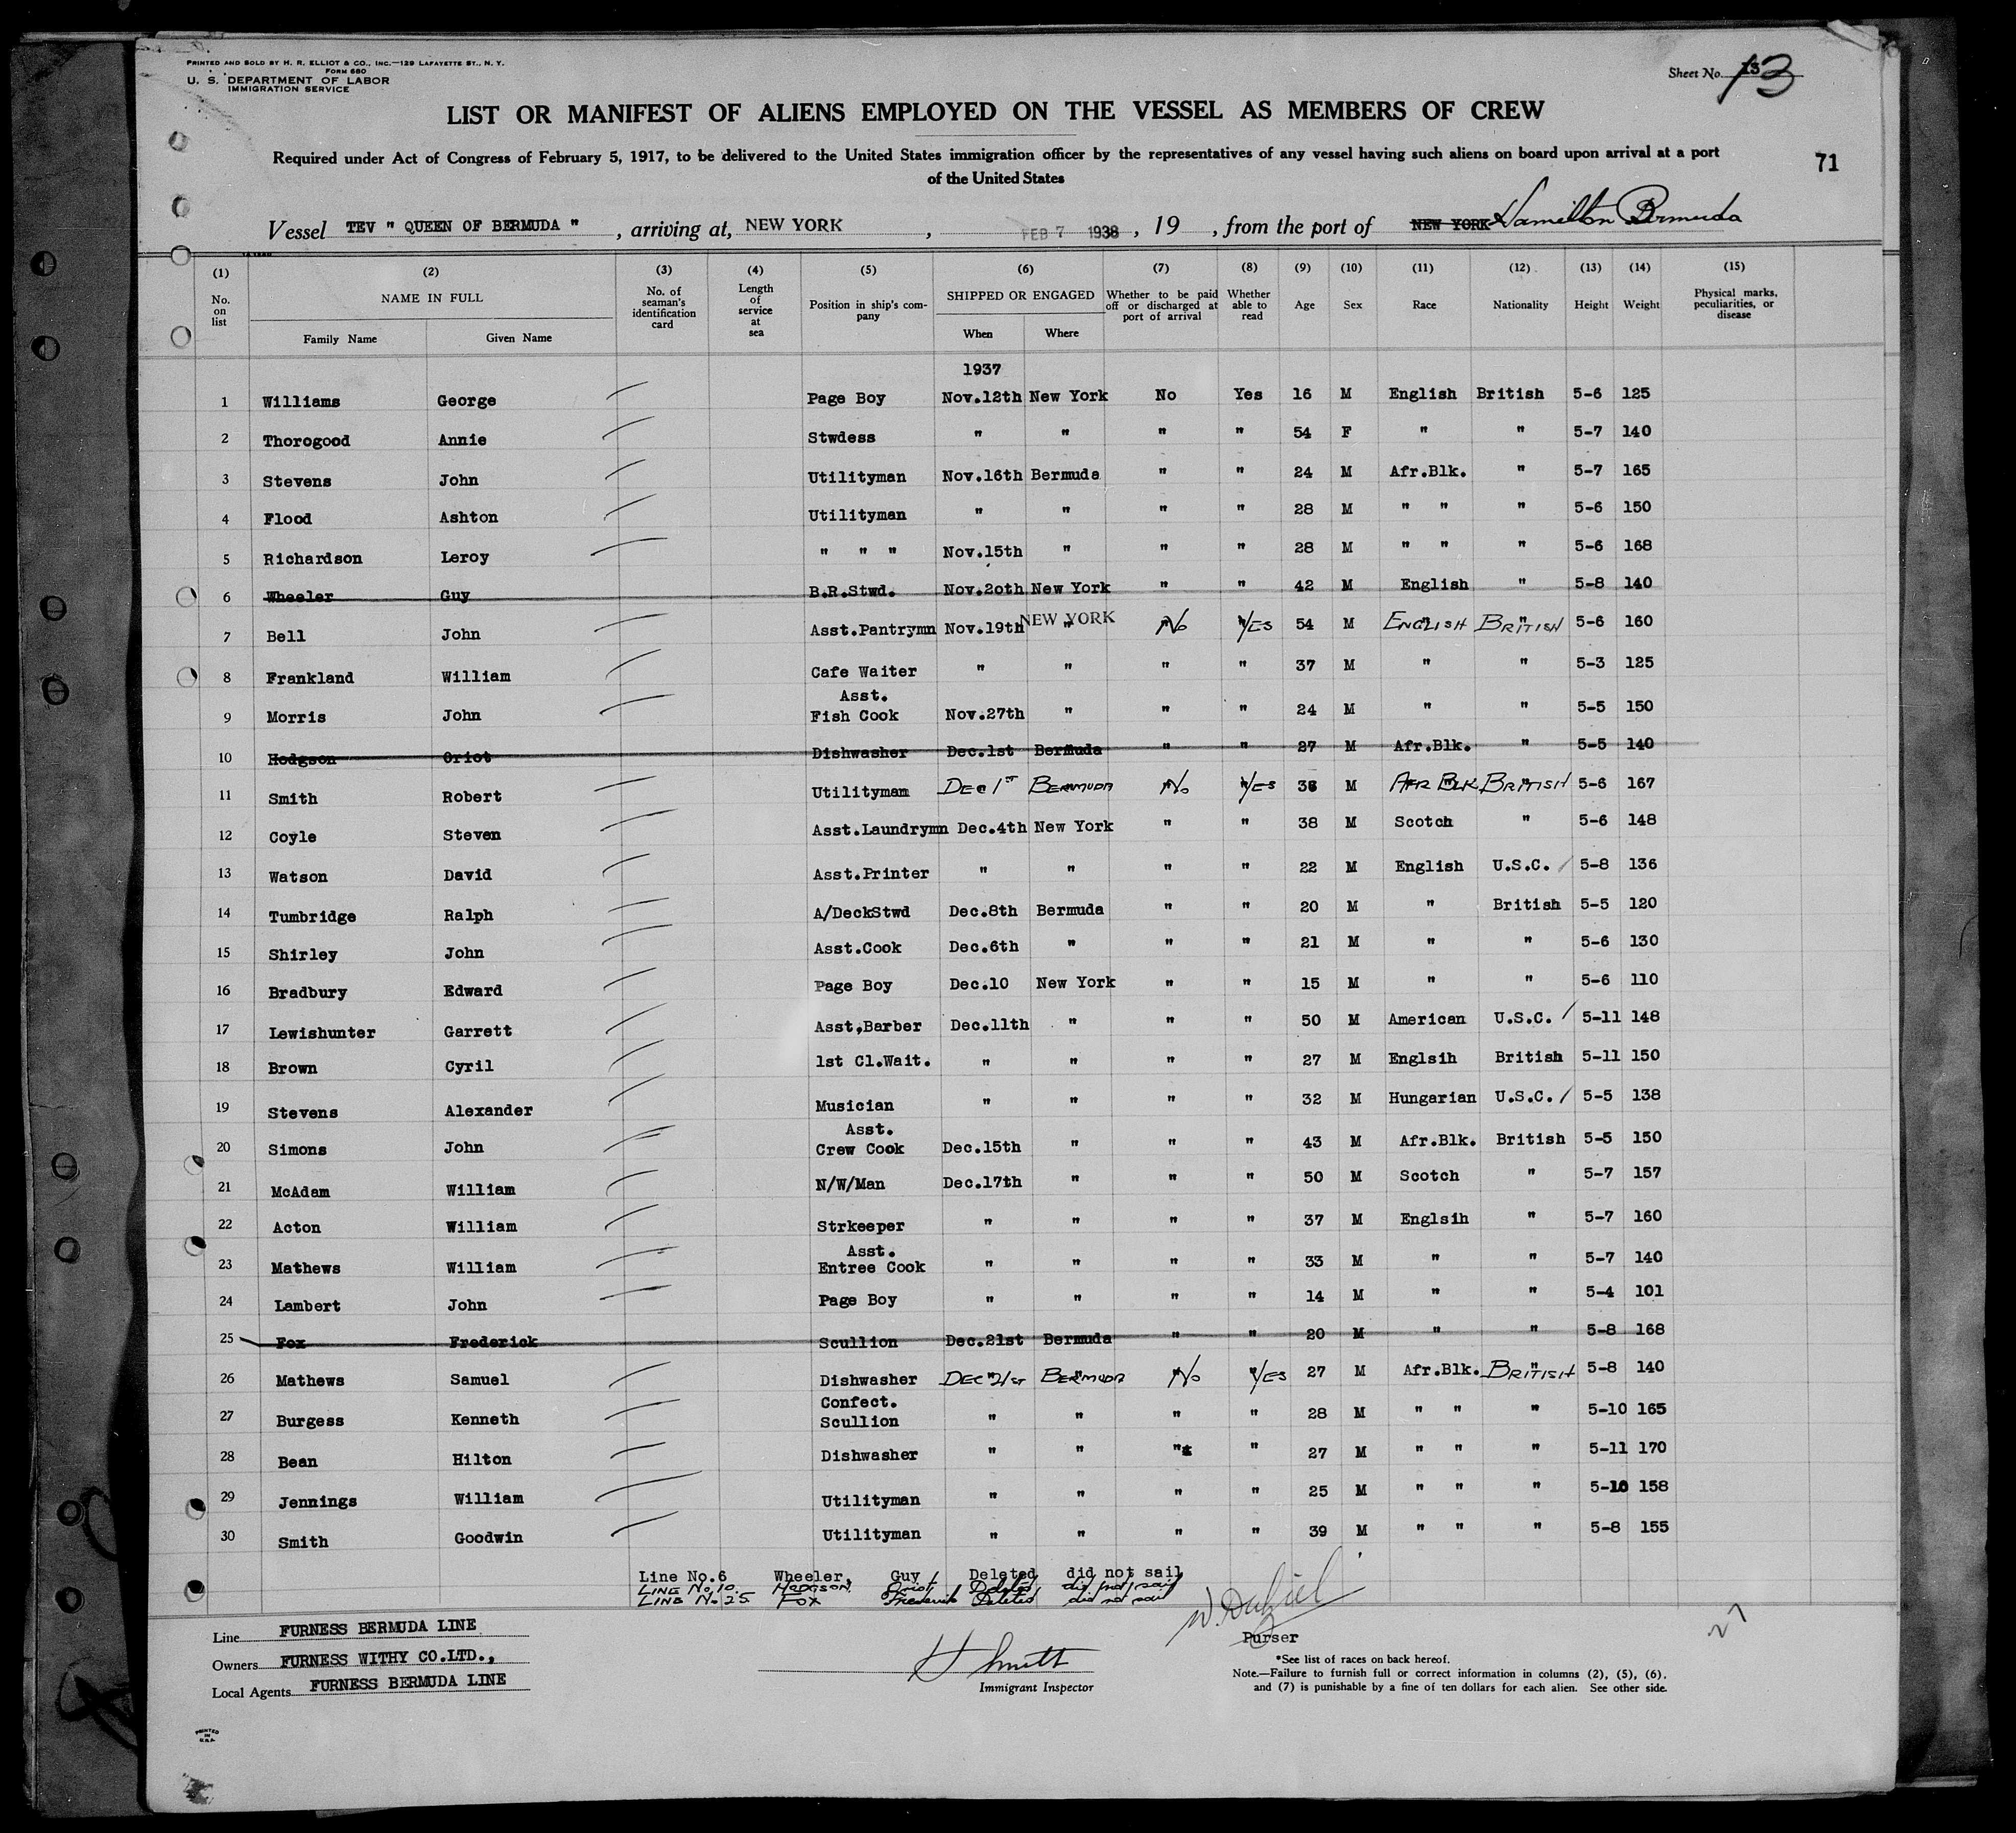 PRINTED AND SOLD BY H. R. ELLIOT & CO., INC.—129 LAFAYETTE ST., N. Y.
FORM 680
U. S. DEPARTMENT OF LABOR
IMMIGRATION SERVICE
Sheet No. 13
LIST OR MANIFEST OF ALIENS EMPLOYED ON THE VESSEL AS MEMBERS OF CREW
Required under Act of Congress of February 5, 1917, to be delivered to the United States immigration officer by the representatives of any vessel having such aliens on board upon arrival at a port
of the United States
71
Vessel TEV " QUEEN OF BERMUDA " , arriving at, NEW YORK , FEB 7 1938 , 19 , from the port of NEW YORK Hamilton Bermuda
(1) (2) (3) (4) (5) (6) (7) (8) (9) (10) (11) (12) (13) (14) (15)
No. on list NAME IN FULL Family Name Given Name No. of seaman's identification card Length of service at sea Position in ship's company SHIPPED OR ENGAGED When Where Whether to be paid off or discharged at port of arrival Whether able to read Age Sex Race Nationality Height Weight Physical marks, peculiarities, or disease
1937
1 Williams George Page Boy Nov.12th New York No Yes 16 M English British 5-6 125
2 Thorogood Annie Stwdess " " " " 54 F " " 5-7 140
3 Stevens John Utilityman Nov.16th Bermuda " " 24 M Afr.Blk. " 5-7 165
4 Flood Ashton Utilityman " " " " 28 M " " " 5-6 150
5 Richardson Leroy " " " Nov.15th " " " 28 M " " " 5-6 168
6 Wheeler Guy B.R.Stwd. Nov.20th New York " " 42 M English " 5-8 140
7 Bell John Asst.Pantrymn Nov.19th NEW YORK No YES 54 M ENGLISH BRITISH 5-6 160
8 Frankland William Cafe Waiter " " " " 37 M " " 5-3 125
9 Morris John Asst. Fish Cook Nov.27th " " " 24 M " " 5-5 150
10 Hodgson Oriot Dishwasher Dec.1st Bermuda " " 27 M Afr.Blk. " 5-5 140
11 Smith Robert Utilityman DEC 1ST BERMUDA No YES 36 M AFR BLK BRITISH 5-6 167
12 Coyle Steven Asst.Laundrymn Dec.4th New York " " 38 M Scotch " 5-6 148
13 Watson David Asst.Printer " " " " 22 M English U.S.C. 5-8 136
14 Tumbridge Ralph A/DeckStwd Dec.8th Bermuda " " 20 M " British 5-5 120
15 Shirley John Asst.Cook Dec.6th " " " 21 M " " 5-6 130
16 Bradbury Edward Page Boy Dec.10 New York " " 15 M " " 5-6 110
17 Lewishunter Garrett Asst,Barber Dec.11th " " " 50 M American U.S.C. 5-11 148
18 Brown Cyril 1st Cl.Wait. " " " " 27 M Englsih British 5-11 150
19 Stevens Alexander Musician " " " " 32 M Hungarian U.S.C. 5-5 138
20 Simons John Asst. Crew Cook Dec.15th " " " 43 M Afr.Blk. British 5-5 150
21 McAdam William N/W/Man Dec.17th " " " 50 M Scotch " 5-7 157
22 Acton William Strkeeper " " " " 37 M Englsih " 5-7 160
23 Mathews William Asst. Entree Cook " " " " 33 M " " 5-7 140
24 Lambert John Page Boy " " " " 14 M " " 5-4 101
25 Fox Frederick Scullion Dec.21st Bermuda " " 20 M " " 5-8 168
26 Mathews Samuel Dishwasher DEC 21ST BERMUDA No YES 27 M Afr.Blk. BRITISH 5-8 140
27 Burgess Kenneth Confect. Scullion " " " " 28 M " " " 5-10 165
28 Bean Hilton Dishwasher " " " " 27 M " " " 5-11 170
29 Jennings William Utilityman " " " " 25 M " " " 5-10 158
30 Smith Goodwin Utilityman " " " " 39 M " " " 5-8 155
Line No.6 Wheeler, Guy Deleted did not sail
LINE No 10. HODGSON. Oriot Deleted did not sail
LINE No 25 FOX Frederick Deleted did not sail
Line FURNESS BERMUDA LINE
Owners FURNESS WITHY CO.LTD.,
Local Agents FURNESS BERMUDA LINE
Immigrant Inspector
Purser
27
*See list of races on back hereof.
Note.—Failure to furnish full or correct information in columns (2), (5), (6), and (7) is punishable by a fine of ten dollars for each alien. See other side.
PRINTED
IN
U.S.A.